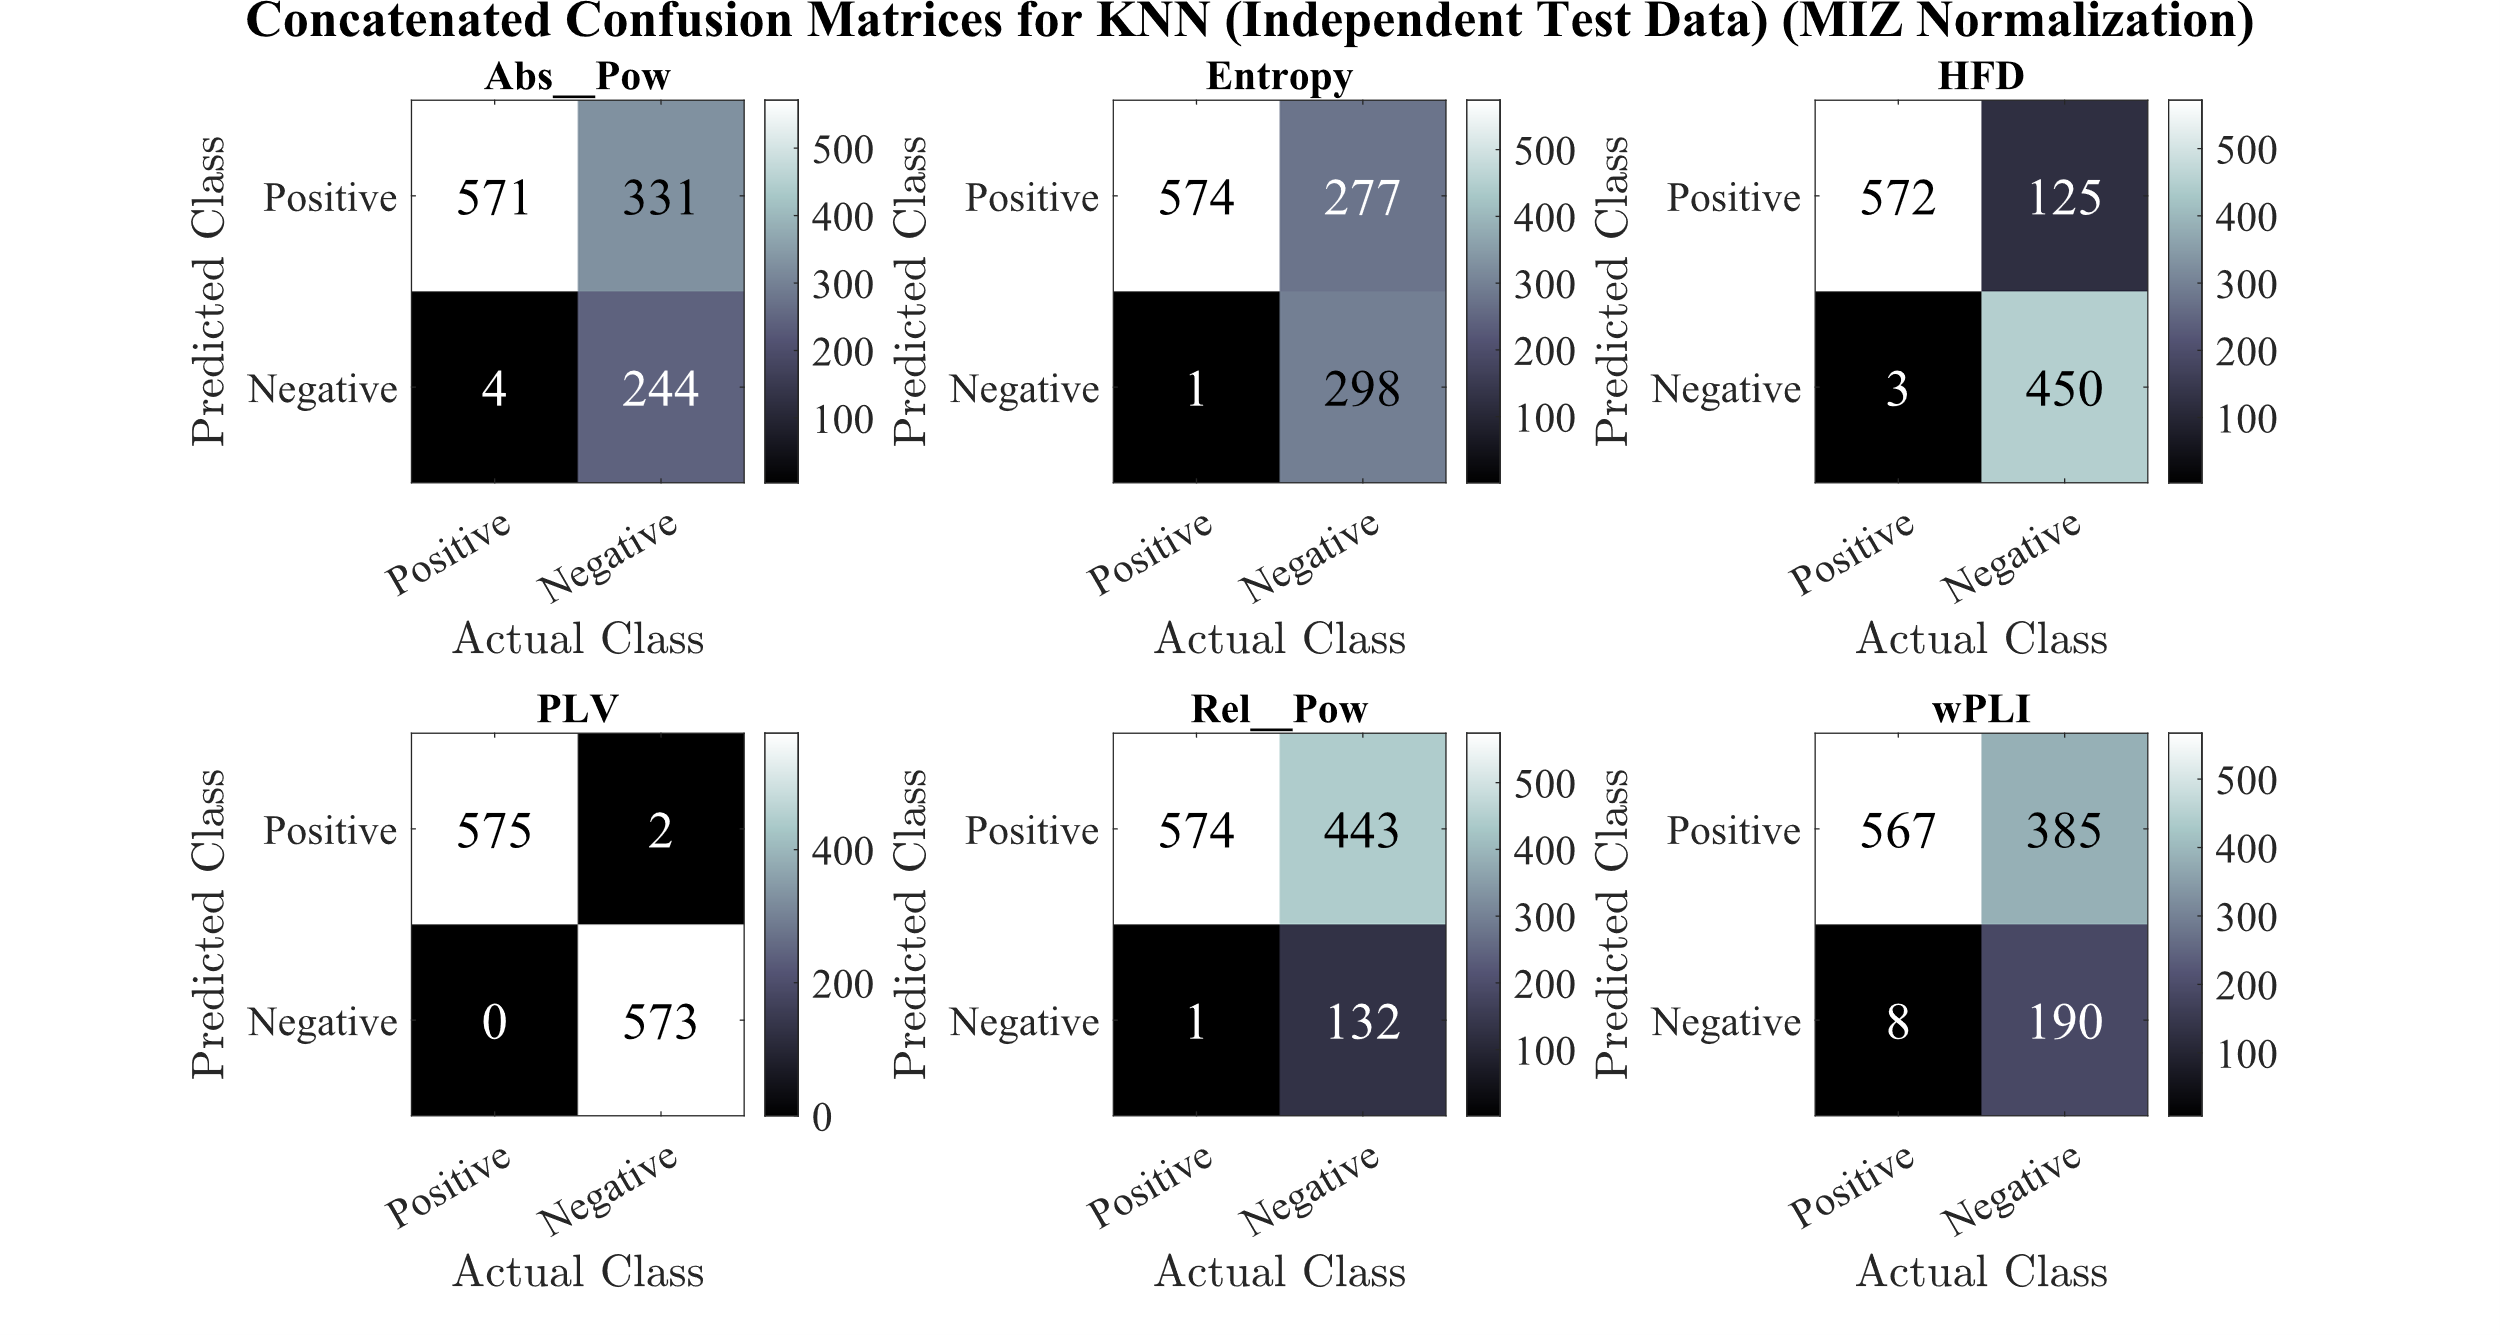 Concatenated Confusion Matrices for KNN (Independent Test Data) (MIZ Normalization)
Abs__Pow
Predicted Class
Positive
Negative
571
331
4
244
500
400
300
200
100
Positive
Negative
Actual Class
Entropy
Predicted Class
Positive
Negative
574
277
1
298
500
400
300
200
100
Positive
Negative
Actual Class
HFD
Predicted Class
Positive
Negative
572
125
3
450
500
400
300
200
100
Positive
Negative
Actual Class
PLV
Predicted Class
Positive
Negative
575
2
0
573
400
200
0
Positive
Negative
Actual Class
Rel__Pow
Predicted Class
Positive
Negative
574
443
1
132
500
400
300
200
100
Positive
Negative
Actual Class
wPLI
Predicted Class
Positive
Negative
567
385
8
190
500
400
300
200
100
Positive
Negative
Actual Class